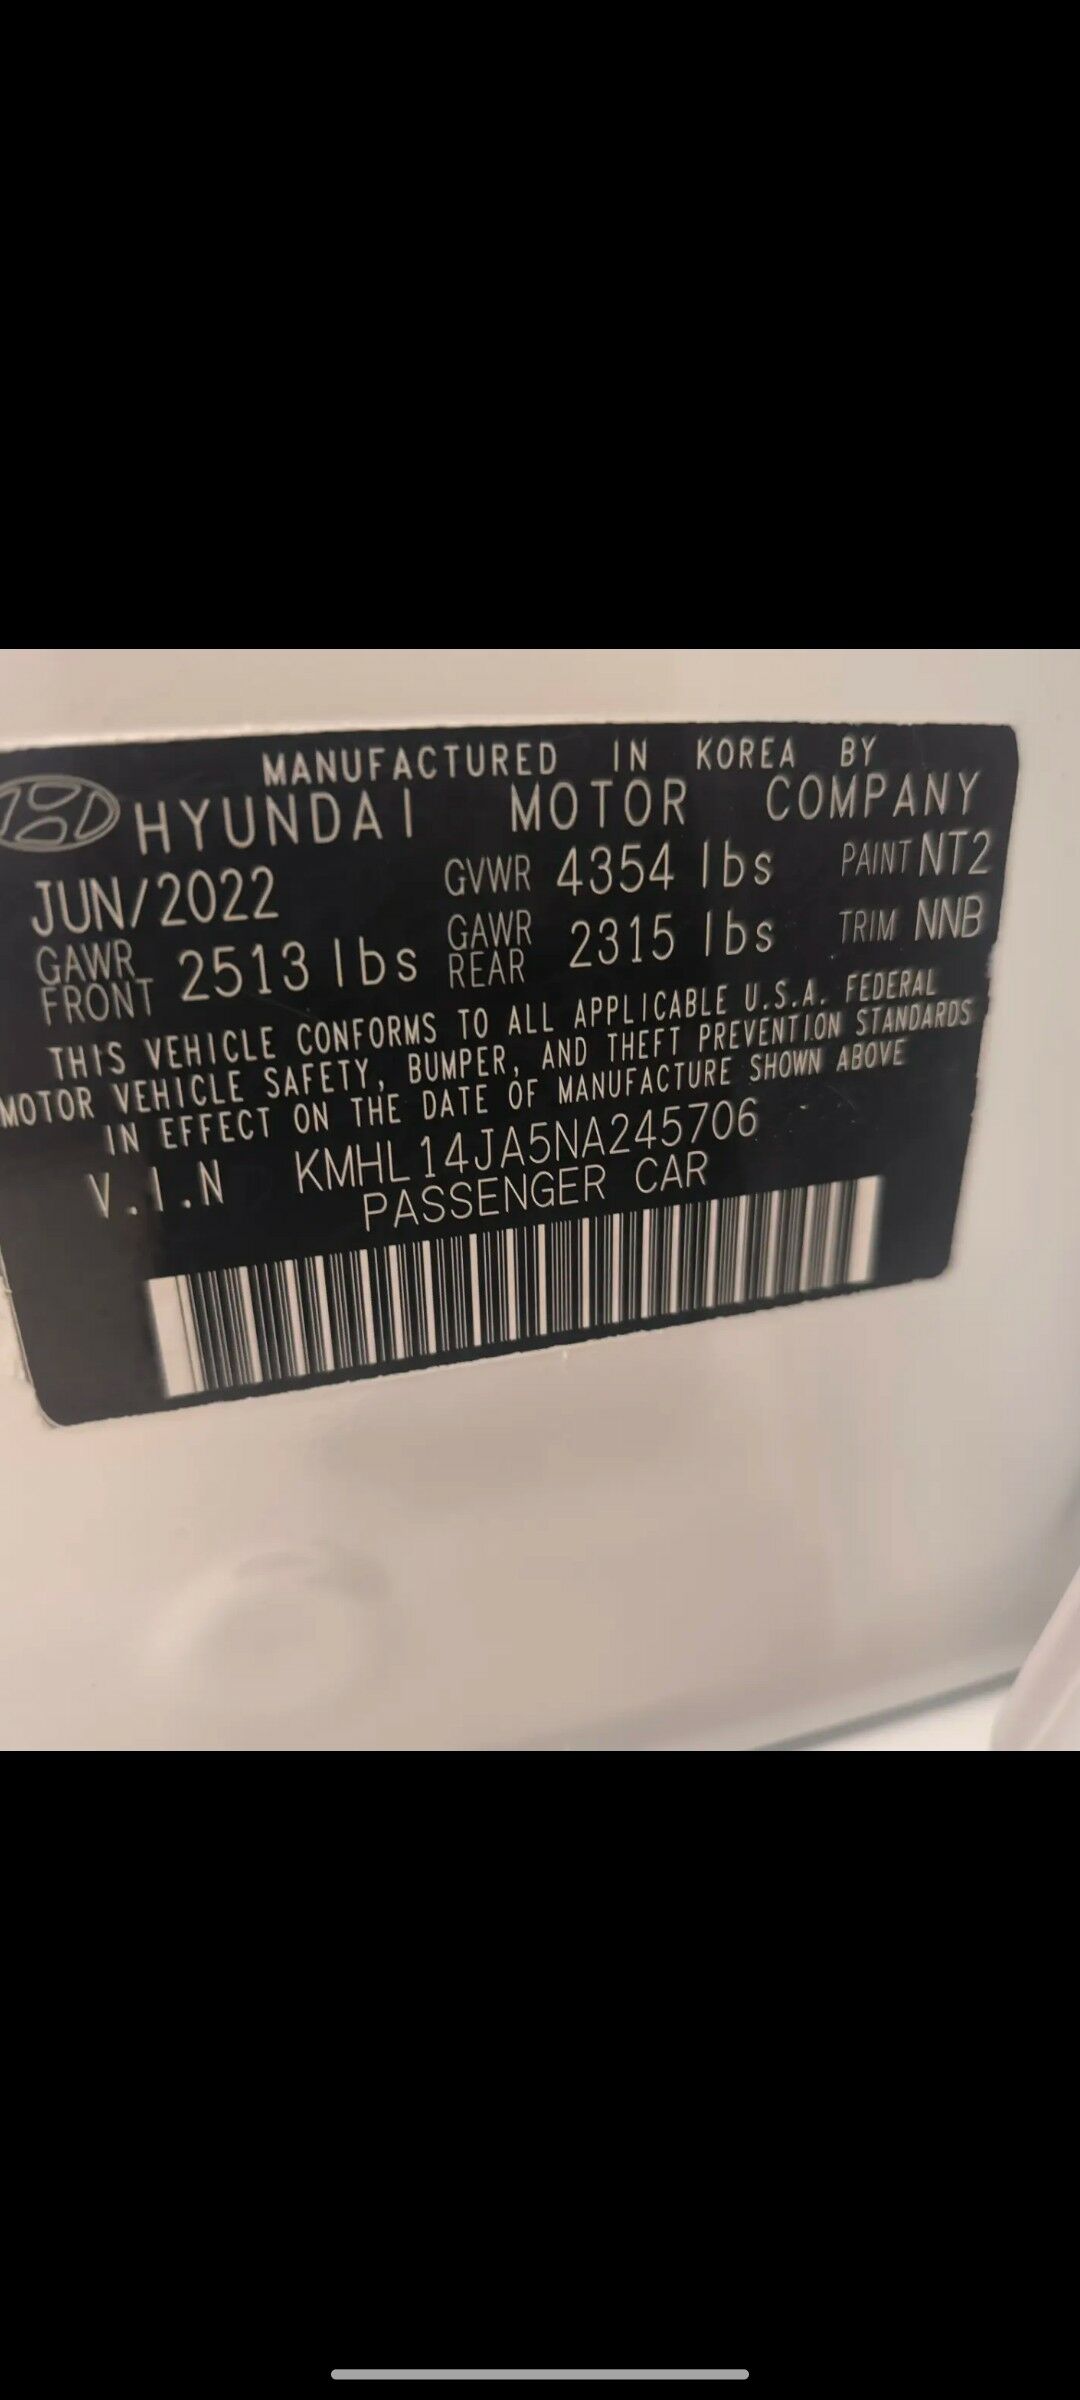 MANUFACTURED IN KOREA BY
HYUNDAI MOTOR COMPANY
JUN/2022 GVWR 4354 lbs PAINT NT2
GAWR FRONT 2513 lbs GAWR REAR 2315 lbs TRIM NNB
THIS VEHICLE CONFORMS TO ALL APPLICABLE U.S.A. FEDERAL
MOTOR VEHICLE SAFETY, BUMPER, AND THEFT PREVENTION STANDARDS
IN EFFECT ON THE DATE OF MANUFACTURE SHOWN ABOVE
V.I.N KMHL14JA5NA245706
PASSENGER CAR